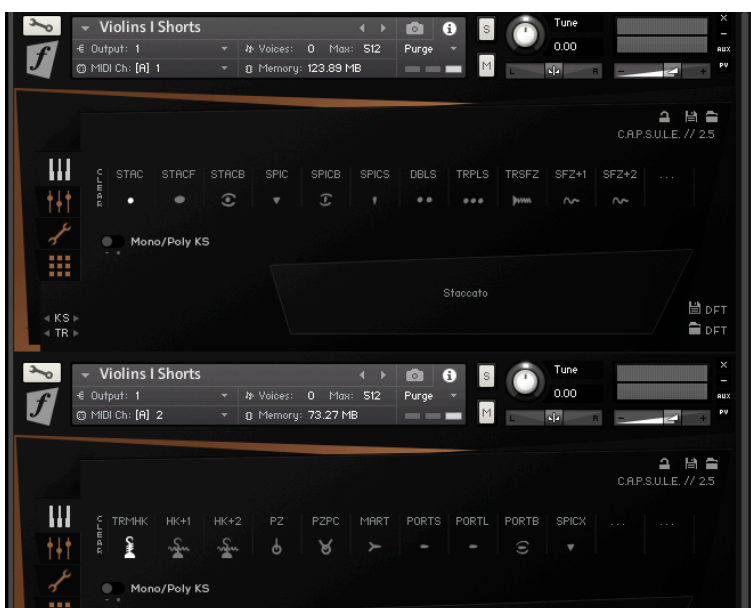 Violins I Shorts
S
Tune
Output: 1
Voices: 0 Max: 512
Purge
0.00
AUX
MIDI Ch: [A] 1
Memory: 123.89 MB
M
L
R
-
+
PV
C.A.P.S.U.L.E. // 2.5
CLEAR
STAC STACF STACB SPIC SPICB SPICS DBLS TRPLS TRSFZ SFZ+1 SFZ+2 ...
Mono/Poly KS
Staccato
KS
DFT
TR
DFT
Violins I Shorts
S
Tune
Output: 1
Voices: 0 Max: 512
Purge
0.00
AUX
MIDI Ch: [A] 2
Memory: 73.27 MB
M
L
R
-
+
PV
C.A.P.S.U.L.E. // 2.5
CLEAR
TRMHK HK+1 HK+2 PZ PZPC MART PORTS PORTL PORTB SPICX ... ...
Mono/Poly KS